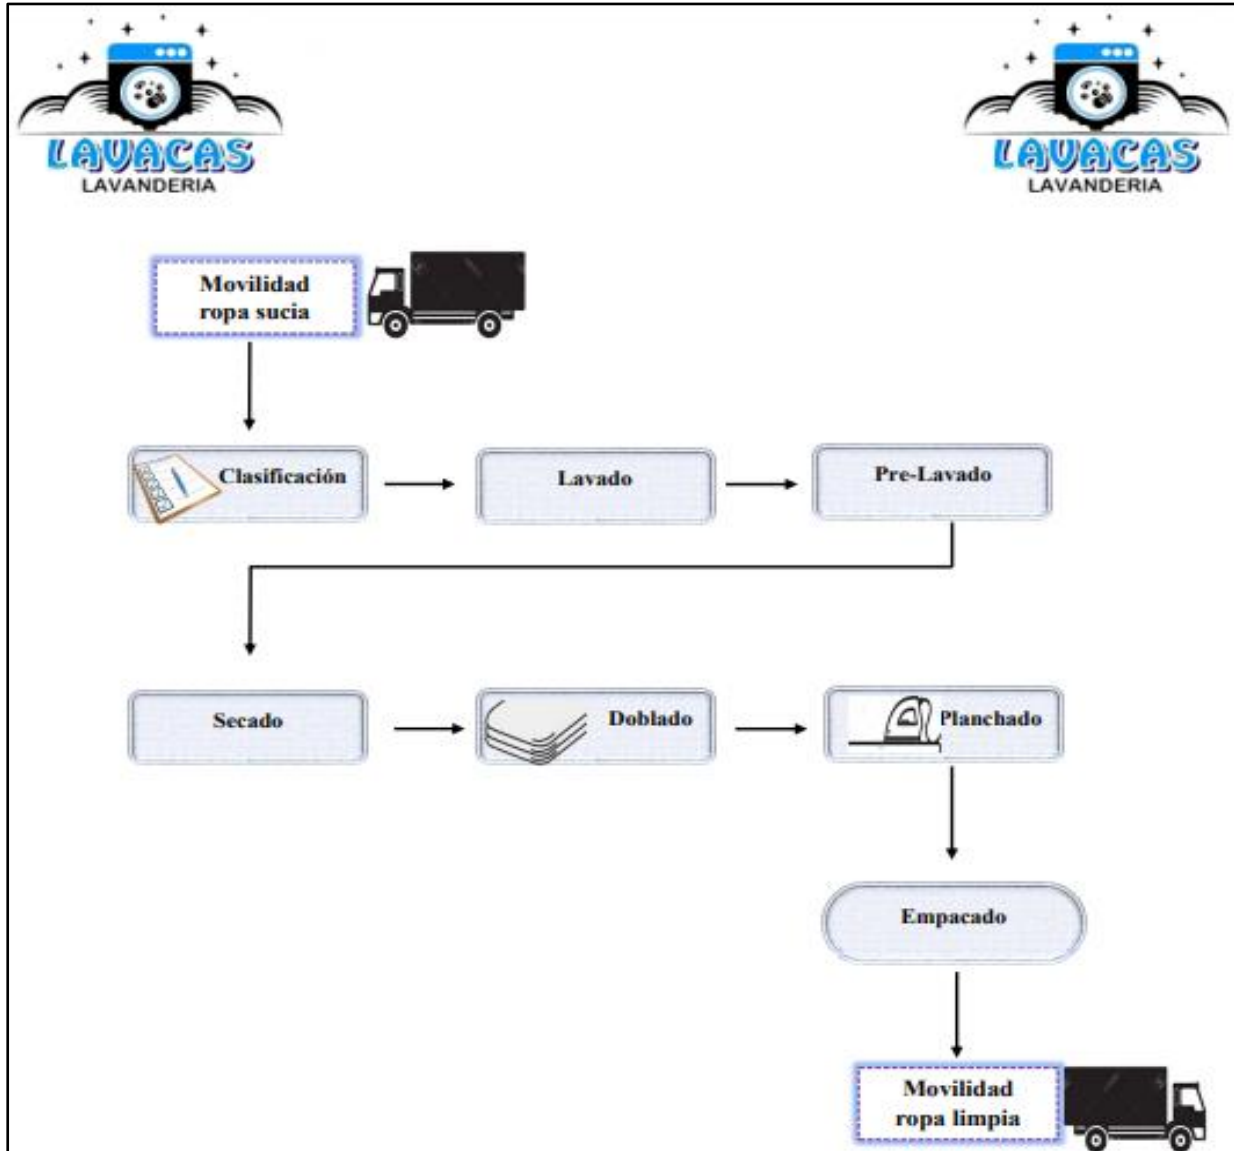 LAVACAS
LAVANDERIA
LAVACAS
LAVANDERIA
Movilidad
ropa sucia
Clasificación
Lavado
Pre-Lavado
Secado
Doblado
Planchado
Empacado
Movilidad
ropa limpia